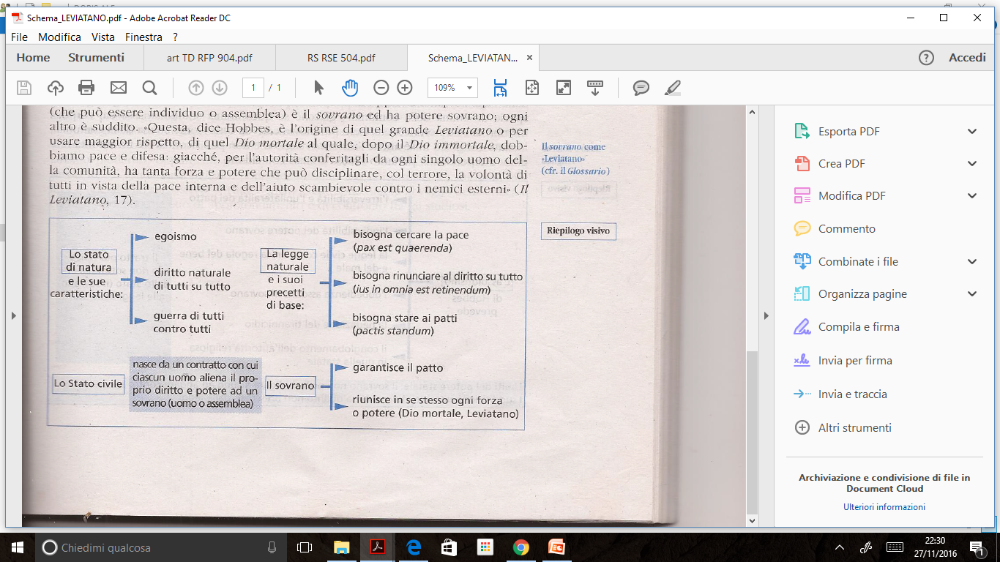 Schema_LEVIATANO.pdf - Adobe Acrobat Reader DC
File Modifica Vista Finestra ?
Home Strumenti art TD RFP 904.pdf RS RSE 504.pdf Schema_LEVIATAN... × Accedi
1 / 1 109%
(che può essere individuo o assemblea) è il sovrano ed ha potere sovrano; ogni
altro è suddito. «Questa, dice Hobbes, è l'origine di quel grande Leviatano o per
usare maggior rispetto, di quel Dio mortale al quale, dopo il Dio immortale, dob-
biamo pace e difesa: giacché, per l'autorità conferitagli da ogni singolo uomo del-
la comunità, ha tanta forza e potere che può disciplinare, col terrore, la volontà di
tutti in vista della pace interna e dell'aiuto scambievole contro i nemici esterni» (Il
Leviatano, 17).
Il sovrano come
«Leviatano»
(cfr. il Glossario)
Riepilogo visivo
Lo stato
di natura
e le sue
caratteristiche:
egoismo
diritto naturale
di tutti su tutto
guerra di tutti
contro tutti
La legge
naturale
e i suoi
precetti
di base:
bisogna cercare la pace
(pax est quaerenda)
bisogna rinunciare al diritto su tutto
(ius in omnia est retinendum)
bisogna stare ai patti
(pactis standum)
Lo Stato civile
nasce da un contratto con cui
ciascun uomo aliena il pro-
prio diritto e potere ad un
sovrano (uomo o assemblea)
Il sovrano
garantisce il patto
riunisce in se stesso ogni forza
o potere (Dio mortale, Leviatano)
Esporta PDF
Crea PDF
Modifica PDF
Commento
Combinate i file
Organizza pagine
Compila e firma
Invia per firma
Invia e traccia
Altri strumenti
Archiviazione e condivisione di file in
Document Cloud
Ulteriori informazioni
Chiedimi qualcosa
22:30
27/11/2016
1